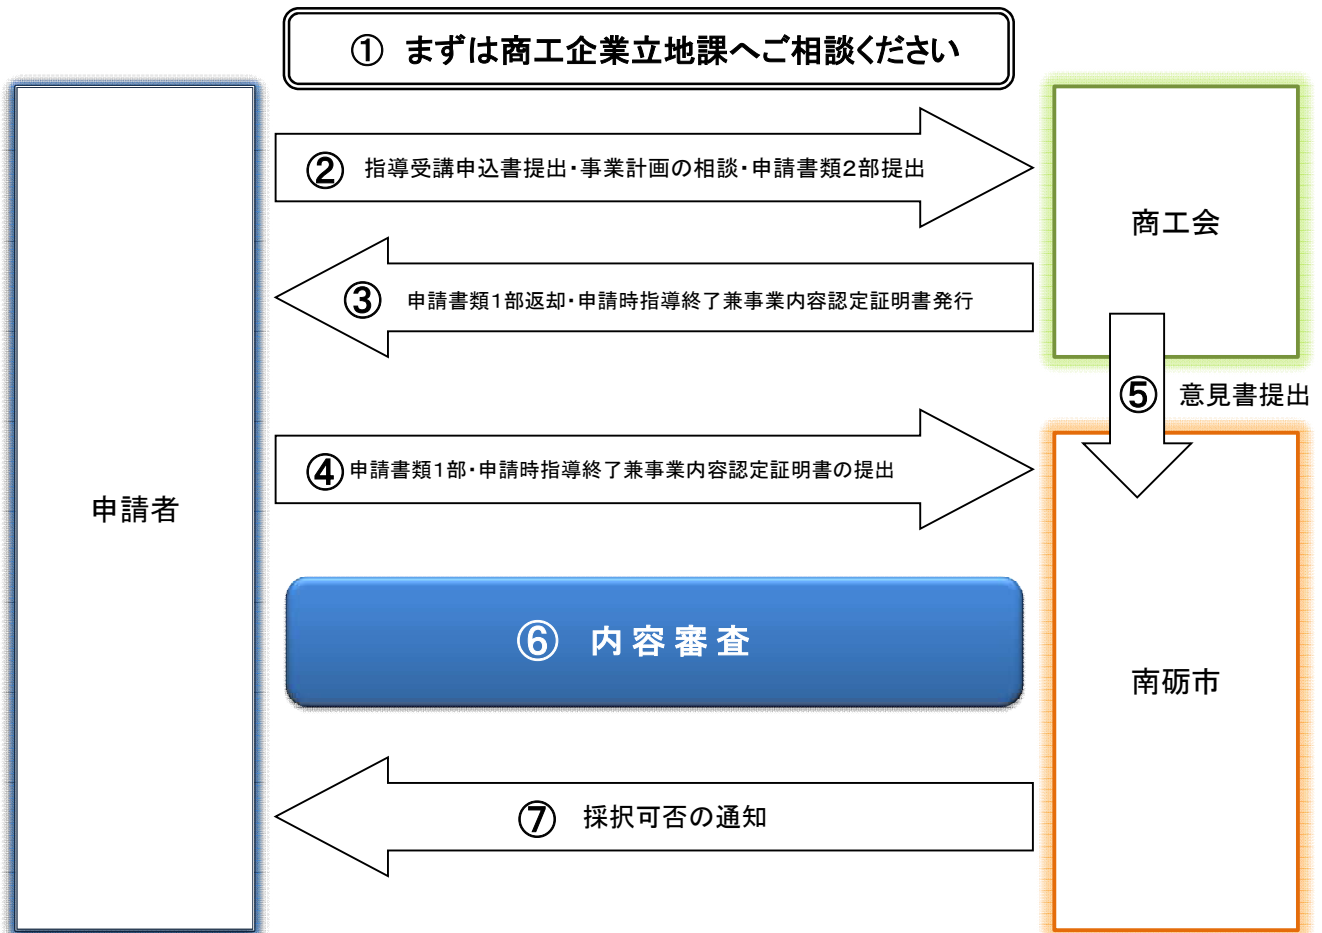 ① まずは商工企業立地課へご相談ください
② 指導受講申込書提出・事業計画の相談・申請書類2部提出
商工会
③ 申請書類1部返却・申請時指導終了兼事業内容認定証明書発行
⑤ 意見書提出
④ 申請書類1部・申請時指導終了兼事業内容認定証明書の提出
申請者
⑥ 内容審査
南砺市
⑦ 採択可否の通知